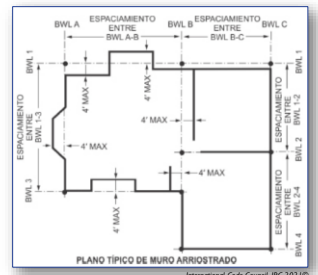 BWL A
ESPACIAMIENTO
ENTRE
BWL A-B
BWL B
ESPACIAMIENTO
ENTRE
BWL B-C
BWL C
BWL 1
BWL 1
4' MAX
4' MAX
ESPACIAMIENTO
ENTRE
BWL 1-3
ESPACIAMIENTO
ENTRE
BWL 1-2
4' MAX
4' MAX
BWL 2
BWL 3
4' MAX
4' MAX
ESPACIAMIENTO
ENTRE
BWL 2-4
BWL 4
PLANO TÍPICO DE MURO ARRIOSTRADO